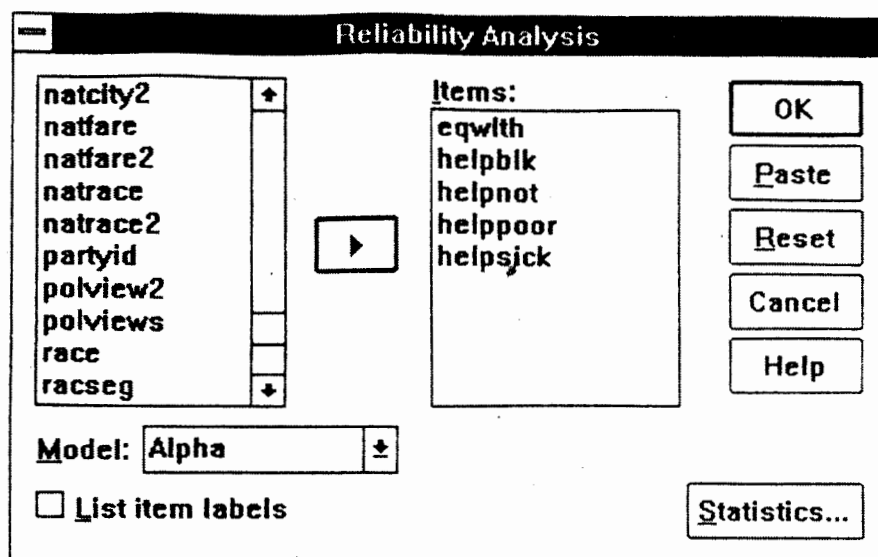 Reliability Analysis
natcity2
natfare
natfare2
natrace
natrace2
partyid
polview2
polviews
race
racseg
Items:
eqwlth
helpblk
helpnot
helppoor
helpsick
OK
Paste
Reset
Cancel
Help
Model: Alpha
List item labels
Statistics...